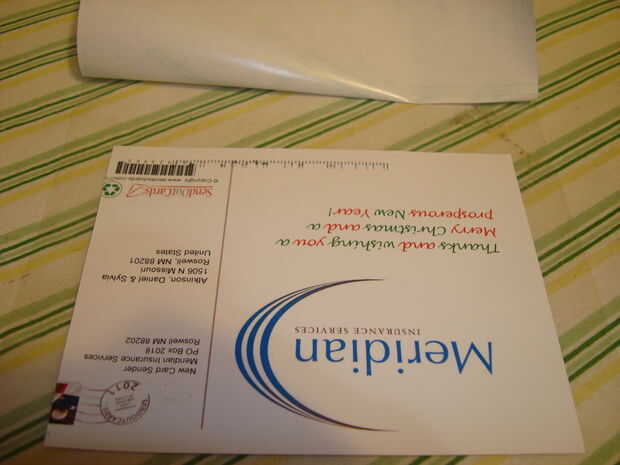 Meridian
INSURANCE SERVICES
Thanks and wishing you a
Merry Christmas and a
prosperous New Year!
New Card Sender
Meridian Insurance Services
PO Box 2018
Roswell NM 88202
2011
Atkinson, Daniel & Sylvia
1506 N Missouri
Roswell, NM 88201
United States
SendOutCards